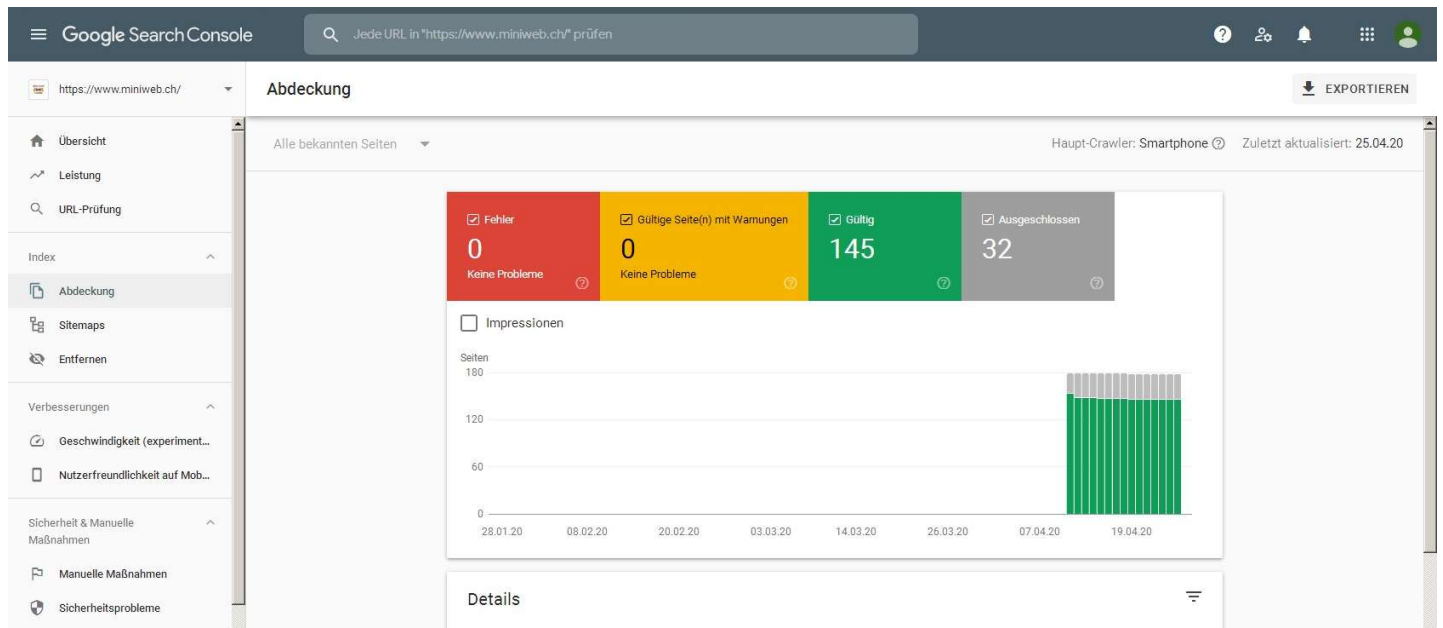 Google Search Console
Jede URL in "https://www.miniweb.ch/" prüfen
https://www.miniweb.ch/
Abdeckung
EXPORTIEREN
Übersicht
Leistung
URL-Prüfung
Index
Abdeckung
Sitemaps
Entfernen
Verbesserungen
Geschwindigkeit (experiment...
Nutzerfreundlichkeit auf Mob...
Sicherheit & Manuelle
Maßnahmen
Manuelle Maßnahmen
Sicherheitsprobleme
Alle bekannten Seiten
Haupt-Crawler: Smartphone
Zuletzt aktualisiert: 25.04.20
Fehler
0
Keine Probleme
Gültige Seite(n) mit Warnungen
0
Keine Probleme
Gültig
145
Ausgeschlossen
32
Impressionen
Seiten
180
120
60
0
28.01.20 08.02.20 20.02.20 03.03.20 14.03.20 26.03.20 07.04.20 19.04.20
Details